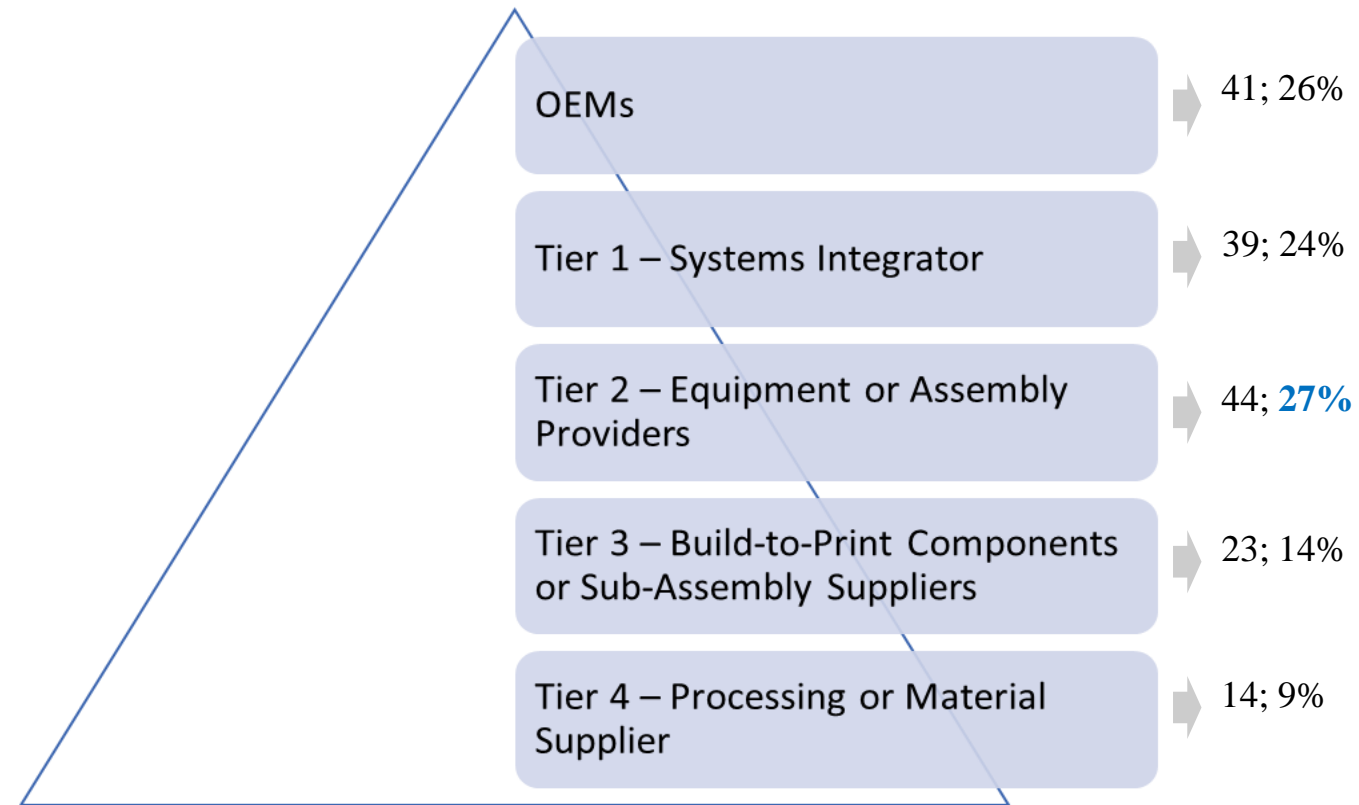 OEMs
41; 26%
Tier 1 – Systems Integrator
39; 24%
Tier 2 – Equipment or Assembly
Providers
44; 27%
Tier 3 – Build-to-Print Components
or Sub-Assembly Suppliers
23; 14%
Tier 4 – Processing or Material
Supplier
14; 9%